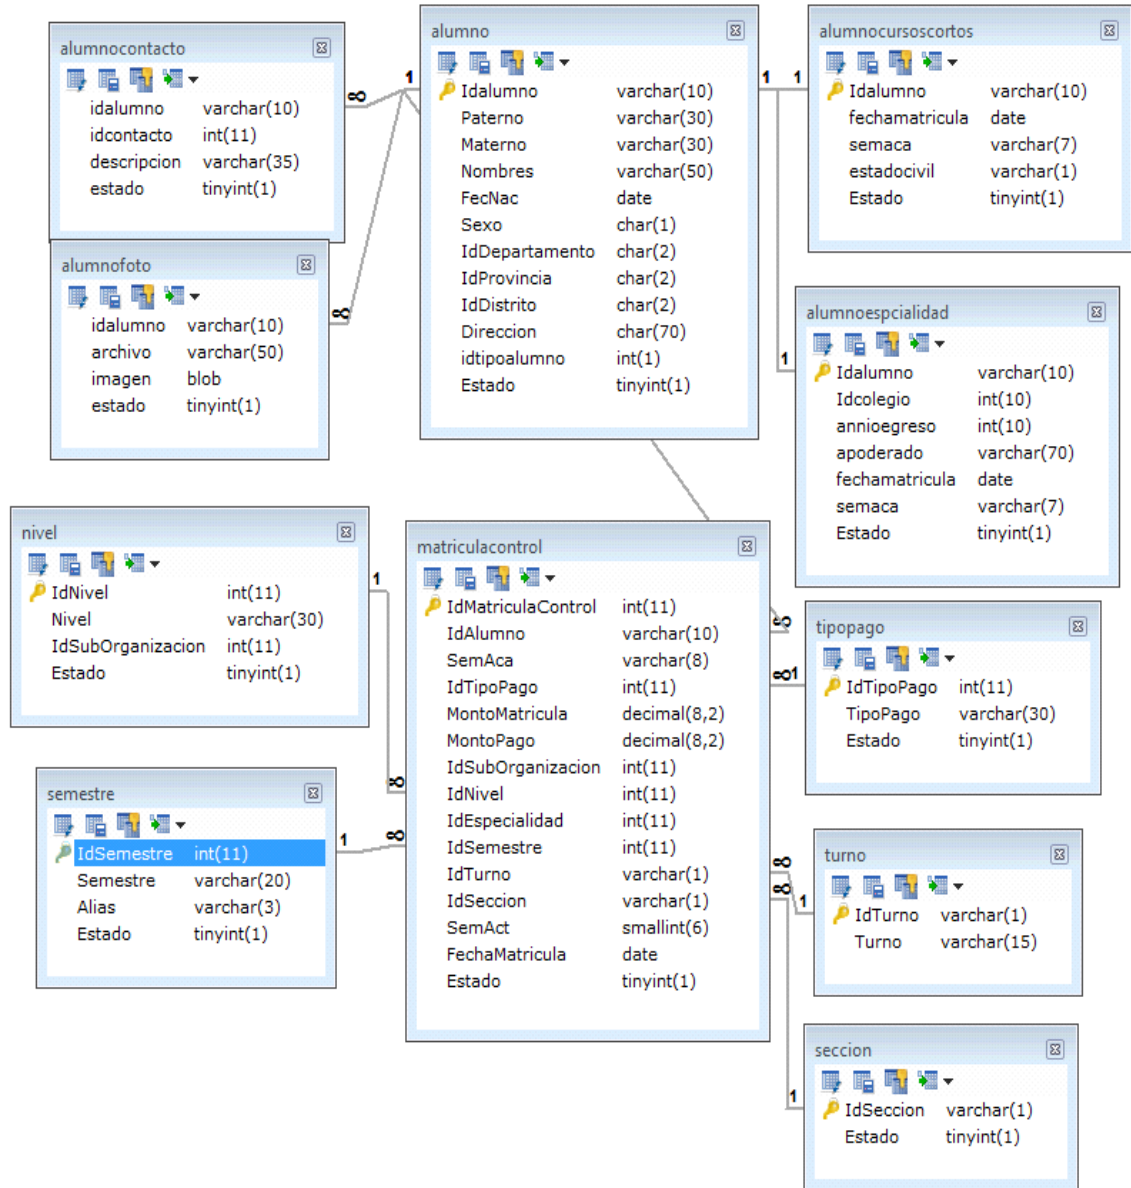 alumnocontacto
idalumno varchar(10)
idcontacto int(11)
descripcion varchar(35)
estado tinyint(1)
alumno
Idalumno varchar(10)
Paterno varchar(30)
Materno varchar(30)
Nombres varchar(50)
FecNac date
Sexo char(1)
IdDepartamento char(2)
IdProvincia char(2)
IdDistrito char(2)
Direccion char(70)
idtipoalumno int(1)
Estado tinyint(1)
alumnocursoscortos
Idalumno varchar(10)
fechamatricula date
semaca varchar(7)
estadocivil varchar(1)
Estado tinyint(1)
alumnofoto
idalumno varchar(10)
archivo varchar(50)
imagen blob
estado tinyint(1)
alumnoespcialidad
Idalumno varchar(10)
Idcolegio int(10)
annioegreso int(10)
apoderado varchar(70)
fechamatricula date
semaca varchar(7)
Estado tinyint(1)
nivel
IdNivel int(11)
Nivel varchar(30)
IdSubOrganizacion int(11)
Estado tinyint(1)
matriculacontrol
IdMatriculaControl int(11)
IdAlumno varchar(10)
SemAca varchar(8)
IdTipoPago int(11)
MontoMatricula decimal(8,2)
MontoPago decimal(8,2)
IdSubOrganizacion int(11)
IdNivel int(11)
IdEspecialidad int(11)
IdSemestre int(11)
IdTurno varchar(1)
IdSeccion varchar(1)
SemAct smallint(6)
FechaMatricula date
Estado tinyint(1)
tipopago
IdTipoPago int(11)
TipoPago varchar(30)
Estado tinyint(1)
semestre
IdSemestre int(11)
Semestre varchar(20)
Alias varchar(3)
Estado tinyint(1)
turno
IdTurno varchar(1)
Turno varchar(15)
seccion
IdSeccion varchar(1)
Estado tinyint(1)
1 ∞
∞
1 1
1
1
∞
∞
∞1
1 ∞
∞
∞
1
1